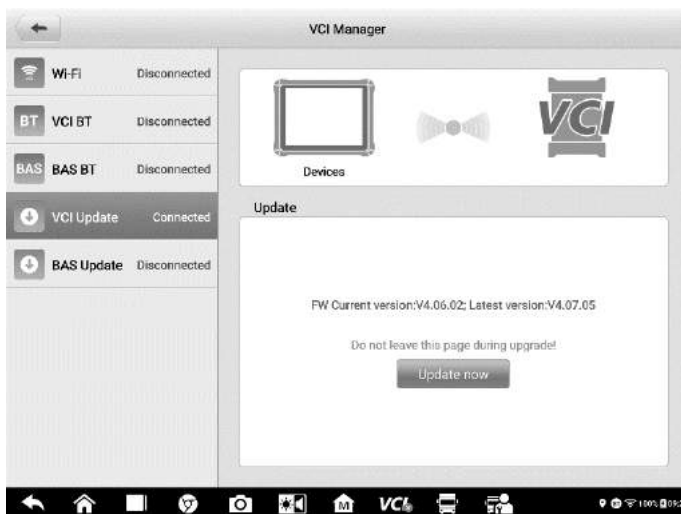 VCI Manager
Wi-Fi Disconnected
BT VCI BT Disconnected
BAS BAS BT Disconnected
VCI Update Connected
BAS Update Disconnected
VCI
Devices
Update
FW Current version:V4.06.02; Latest version:V4.07.05
Do not leave this page during upgrade!
Update now
M VCI 100%